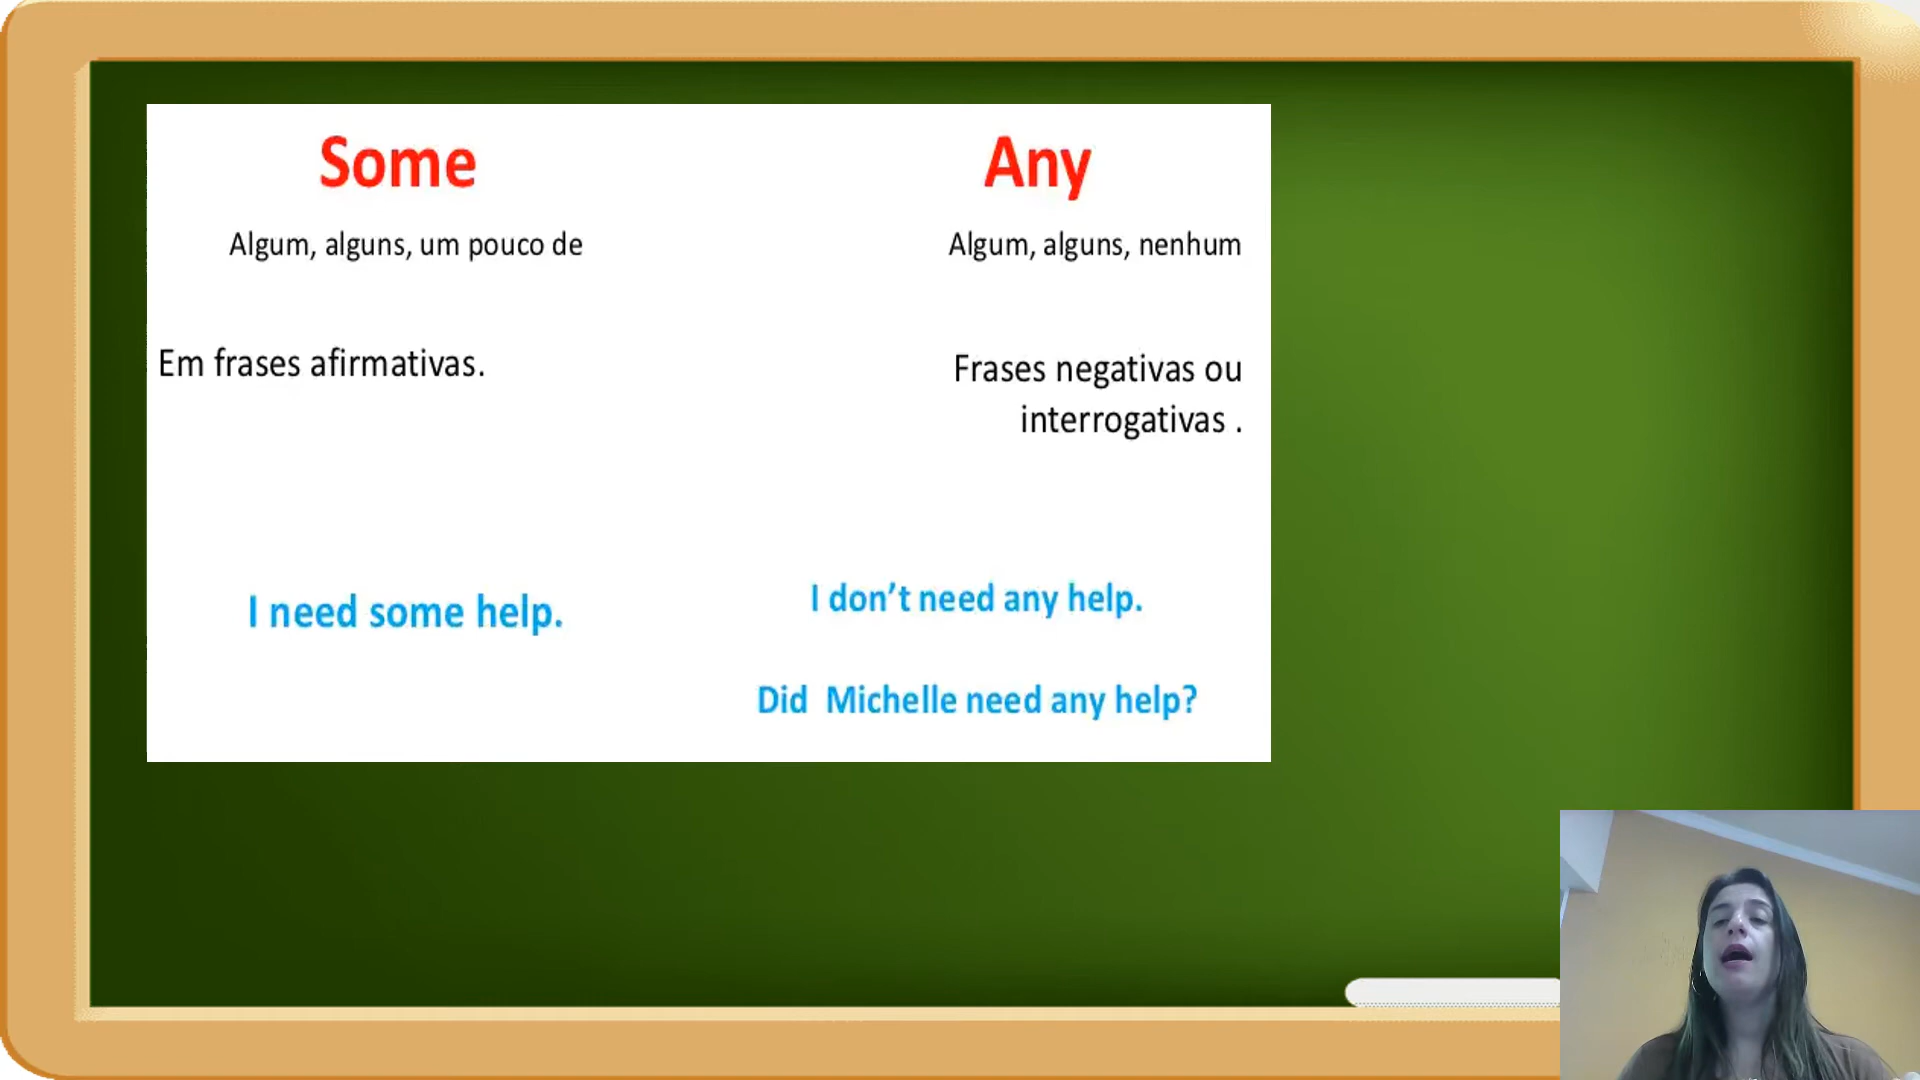 Some
Any
Algum, alguns, um pouco de
Algum, alguns, nenhum
Em frases afirmativas.
Frases negativas ou
interrogativas .
I need some help.
I don’t need any help.
Did  Michelle need any help?